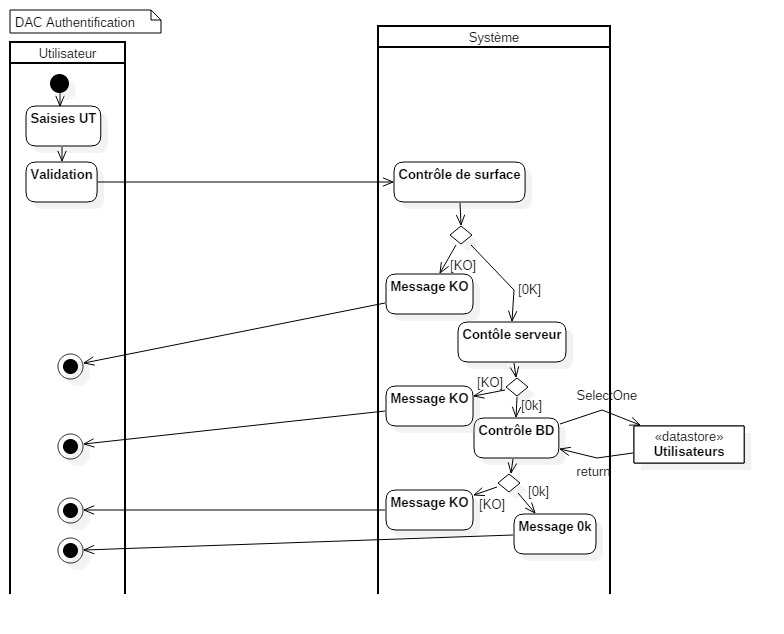 DAC Authentification
Utilisateur
Système
Saisies UT
Validation
Contrôle de surface
[KO]
Message KO
[0K]
Contôle serveur
[KO]
Message KO
[0k]
SelectOne
Contrôle BD
«datastore»
Utilisateurs
return
[0k]
Message KO
[KO]
Message 0k